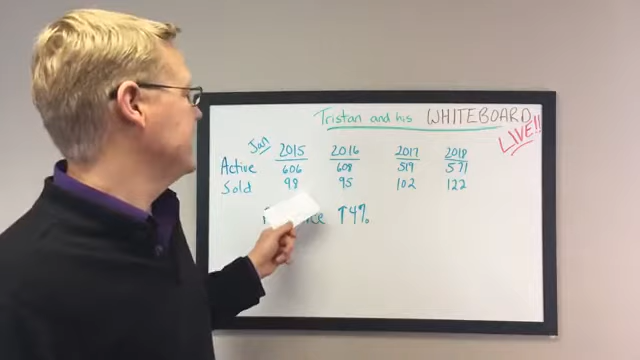 Tristan and his WHITEBOARD
LIVE!!
Jan 2015 2016 2017 2018
Active 606 608 519 571
Sold 98 95 102 122
↑4%